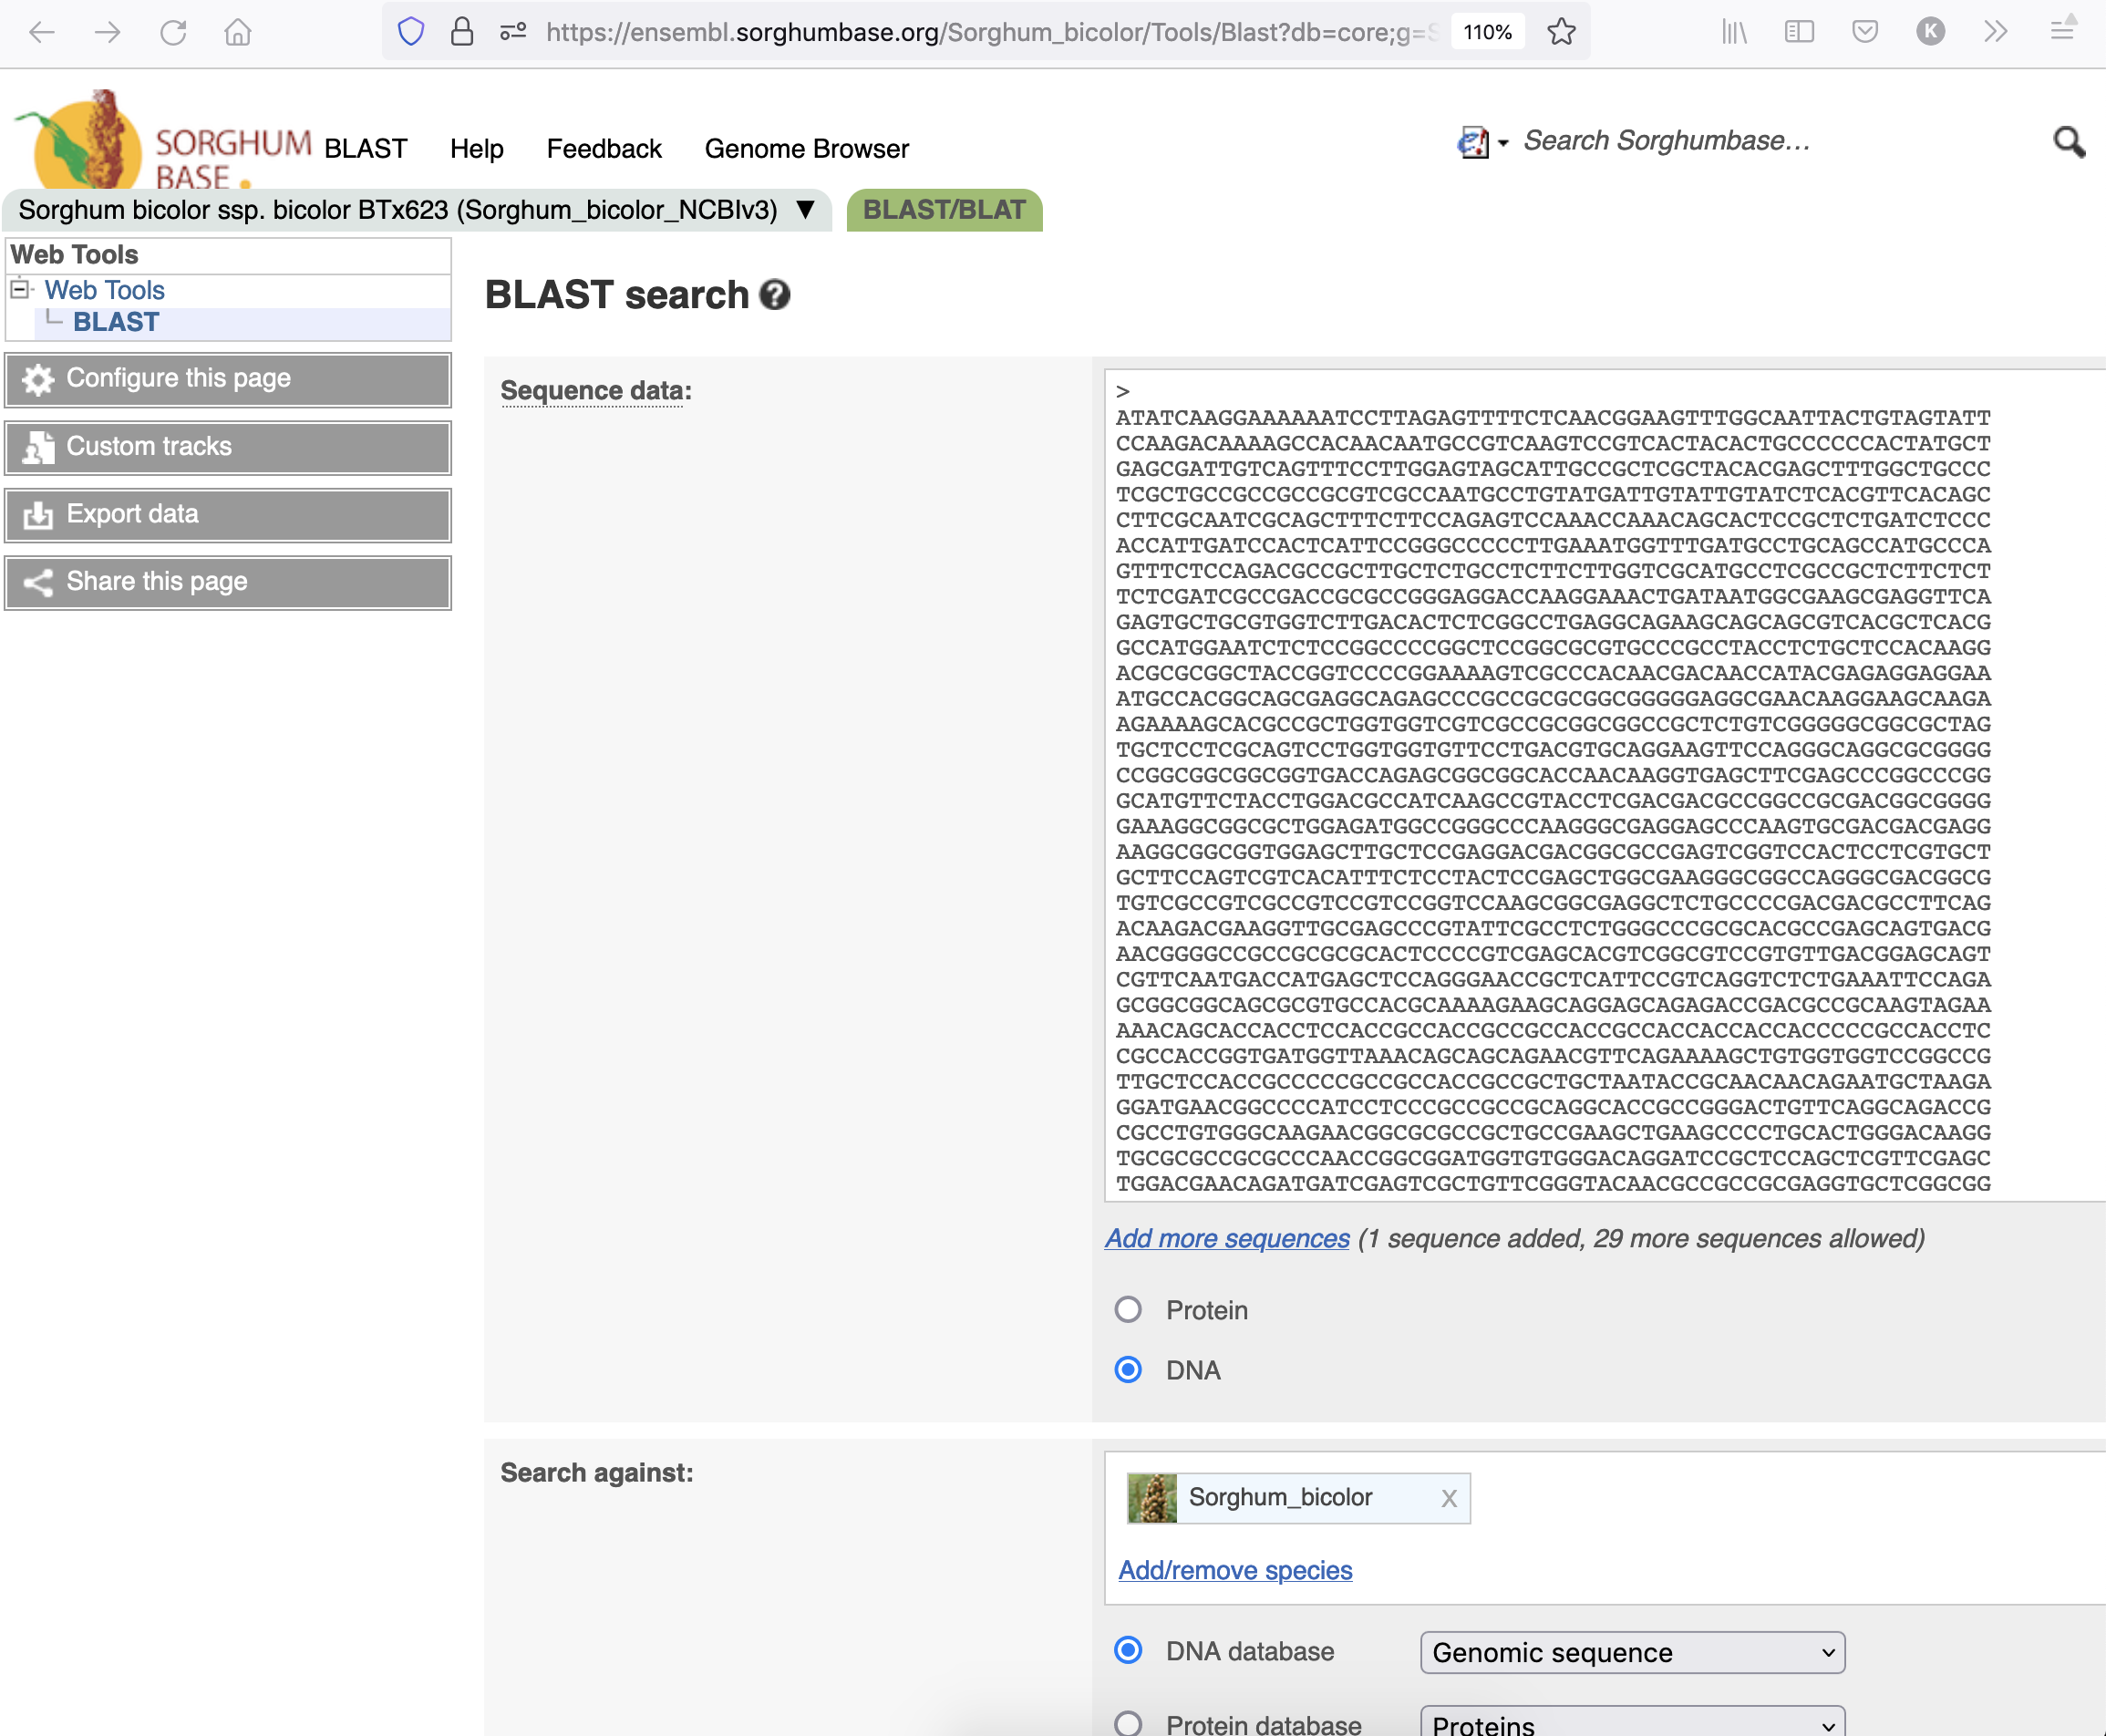 https://ensembl.sorghumbase.org/Sorghum_bicolor/Tools/Blast?db=core;g=S
110%
K
SORGHUM
BASE
BLAST Help Feedback Genome Browser
Search Sorghumbase…
Sorghum bicolor ssp. bicolor BTx623 (Sorghum_bicolor_NCBIv3) ▼
BLAST/BLAT
Web Tools
Web Tools
BLAST
Configure this page
Custom tracks
Export data
Share this page
BLAST search ?
Sequence data:
>
ATATCAAGGAAAAAATCCTTAGAGTTTTCTCAACGGAAGTTTGGCAATTACTGTAGTATT
CCAAGACAAAAGCCACAACAATGCCGTCAAGTCCGTCACTACACTGCCCCCCACTATGCT
GAGCGATTGTCAGTTTCCTTGGAGTAGCATTGCCGCTCGCTACACGAGCTTTGGCTGCCC
TCGCTGCCGCCGCCGCGTCGCCAATGCCTGTATGATTGTATTGTATCTCACGTTCACAGC
CTTCGCAATCGCAGCTTTCTTCCAGAGTCCAAACCAAACAGCACTCCGCTCTGATCTCCC
ACCATTGATCCACTCATTCCGGGCCCCCTTGAAATGGTTTGATGCCTGCAGCCATGCCCA
GTTTCTCCAGACGCCGCTTGCTCTGCCTCTTCTTGGTCGCATGCCTCGCCGCTCTTCTCT
TCTCGATCGCCGACCGCGCCGGGAGGACCAAGGAAACTGATAATGGCGAAGCGAGGTTCA
GAGTGCTGCGTGGTCTTGACACTCTCGGCCTGAGGCAGAAGCAGCAGCGTCACGCTCACG
GCCATGGAATCTCTCCGGCCCCGGCTCCGGCGCGTGCCCGCCTACCTCTGCTCCACAAGG
ACGCGCGGCTACCGGTCCCCGGAAAAGTCGCCCACAACGACAACCATACGAGAGGAGGAA
ATGCCACGGCAGCGAGGCAGAGCCCGCCGCGCGGCGGGGGAGGCGAACAAGGAAGCAAGA
AGAAAAGCACGCCGCTGGTGGTCGTCGCCGCGGCGGCCGCTCTGTCGGGGGCGGCGCTAG
TGCTCCTCGCAGTCCTGGTGGTGTTCCTGACGTGCAGGAAGTTCCAGGGCAGGCGCGGGG
CCGGCGGCGGCGGTGACCAGAGCGGCGGCACCAACAAGGTGAGCTTCGAGCCCGGCCCGG
GCATGTTCTACCTGGACGCCATCAAGCCGTACCTCGACGACGCCGGCCGCGACGGCGGGG
GAAAGGCGGCGCTGGAGATGGCCGGGCCCAAGGGCGAGGAGCCCAAGTGCGACGACGAGG
AAGGCGGCGGTGGAGCTTGCTCCGAGGACGACGGCGCCGAGTCGGTCCACTCCTCGTGCT
GCTTCCAGTCGTCACATTTCTCCTACTCCGAGCTGGCGAAGGGCGGCCAGGGCGACGGCG
TGTCGCCGTCGCCGTCCGTCCGGTCCAAGCGGCGAGGCTCTGCCCCGACGACGCCTTCAG
ACAAGACGAAGGTTGCGAGCCCGTATTCGCCTCTGGGCCCGCGCACGCCGAGCAGTGACG
AACGGGGCCGCCGCGCGCACTCCCCGTCGAGCACGTCGGCGTCCGTGTTGACGGAGCAGT
CGTTCAATGACCATGAGCTCCAGGGAACCGCTCATTCCGTCAGGTCTCTGAAATTCCAGA
GCGGCGGCAGCGCGTGCCACGCAAAAGAAGCAGGAGCAGAGACCGACGCCGCAAGTAGAA
AAACAGCACCACCTCCACCGCCACCGCCGCCACCGCCACCACCACCACCCCCGCCACCTC
CGCCACCGGTGATGGTTAAACAGCAGCAGAACGTTCAGAAAAGCTGTGGTGGTCCGGCCG
TTGCTCCACCGCCCCCGCCGCCACCGCCGCTGCTAATACCGCAACAACAGAATGCTAAGA
GGATGAACGGCCCCATCCTCCCGCCGCCGCAGGCACCGCCGGGACTGTTCAGGCAGACCG
CGCCTGTGGGCAAGAACGGCGCGCCGCTGCCGAAGCTGAAGCCCCTGCACTGGGACAAGG
TGCGCGCCGCGCCCAACCGGCGGATGGTGTGGGACAGGATCCGCTCCAGCTCGTTCGAGC
TGGACGAACAGATGATCGAGTCGCTGTTCGGGTACAACGCCGCCGCGAGGTGCTCGGCGG
Add more sequences (1 sequence added, 29 more sequences allowed)
Protein
DNA
Search against:
Sorghum_bicolor X
Add/remove species
DNA database Genomic sequence
Protein database Proteins